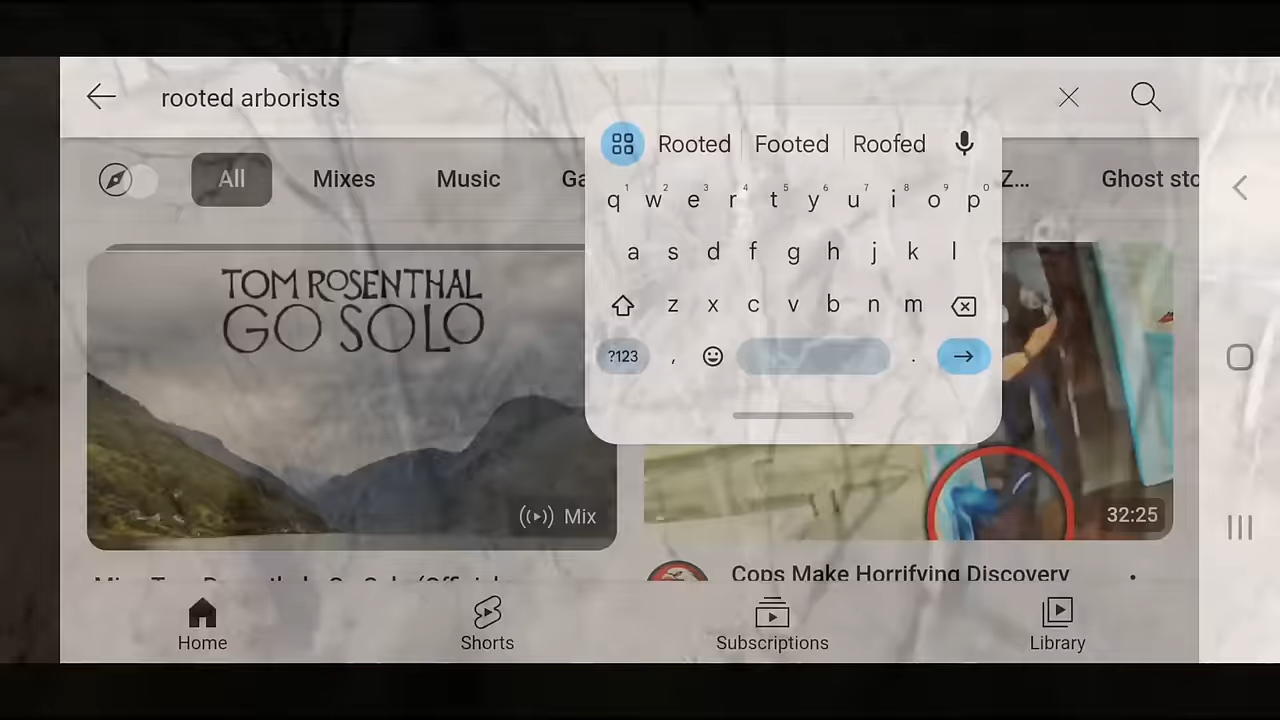 rooted arborists
All Mixes Music Ga Z... Ghost sto
Rooted Footed Roofed
1 2 3 4 5 6 7 8 9 0
q w e r t y u i o p
a s d f g h j k l
z x c v b n m
?123 , .
TOM ROSENTHAL
GO SOLO
Mix
32:25
Cops Make Horrifying Discovery
Home Shorts Subscriptions Library